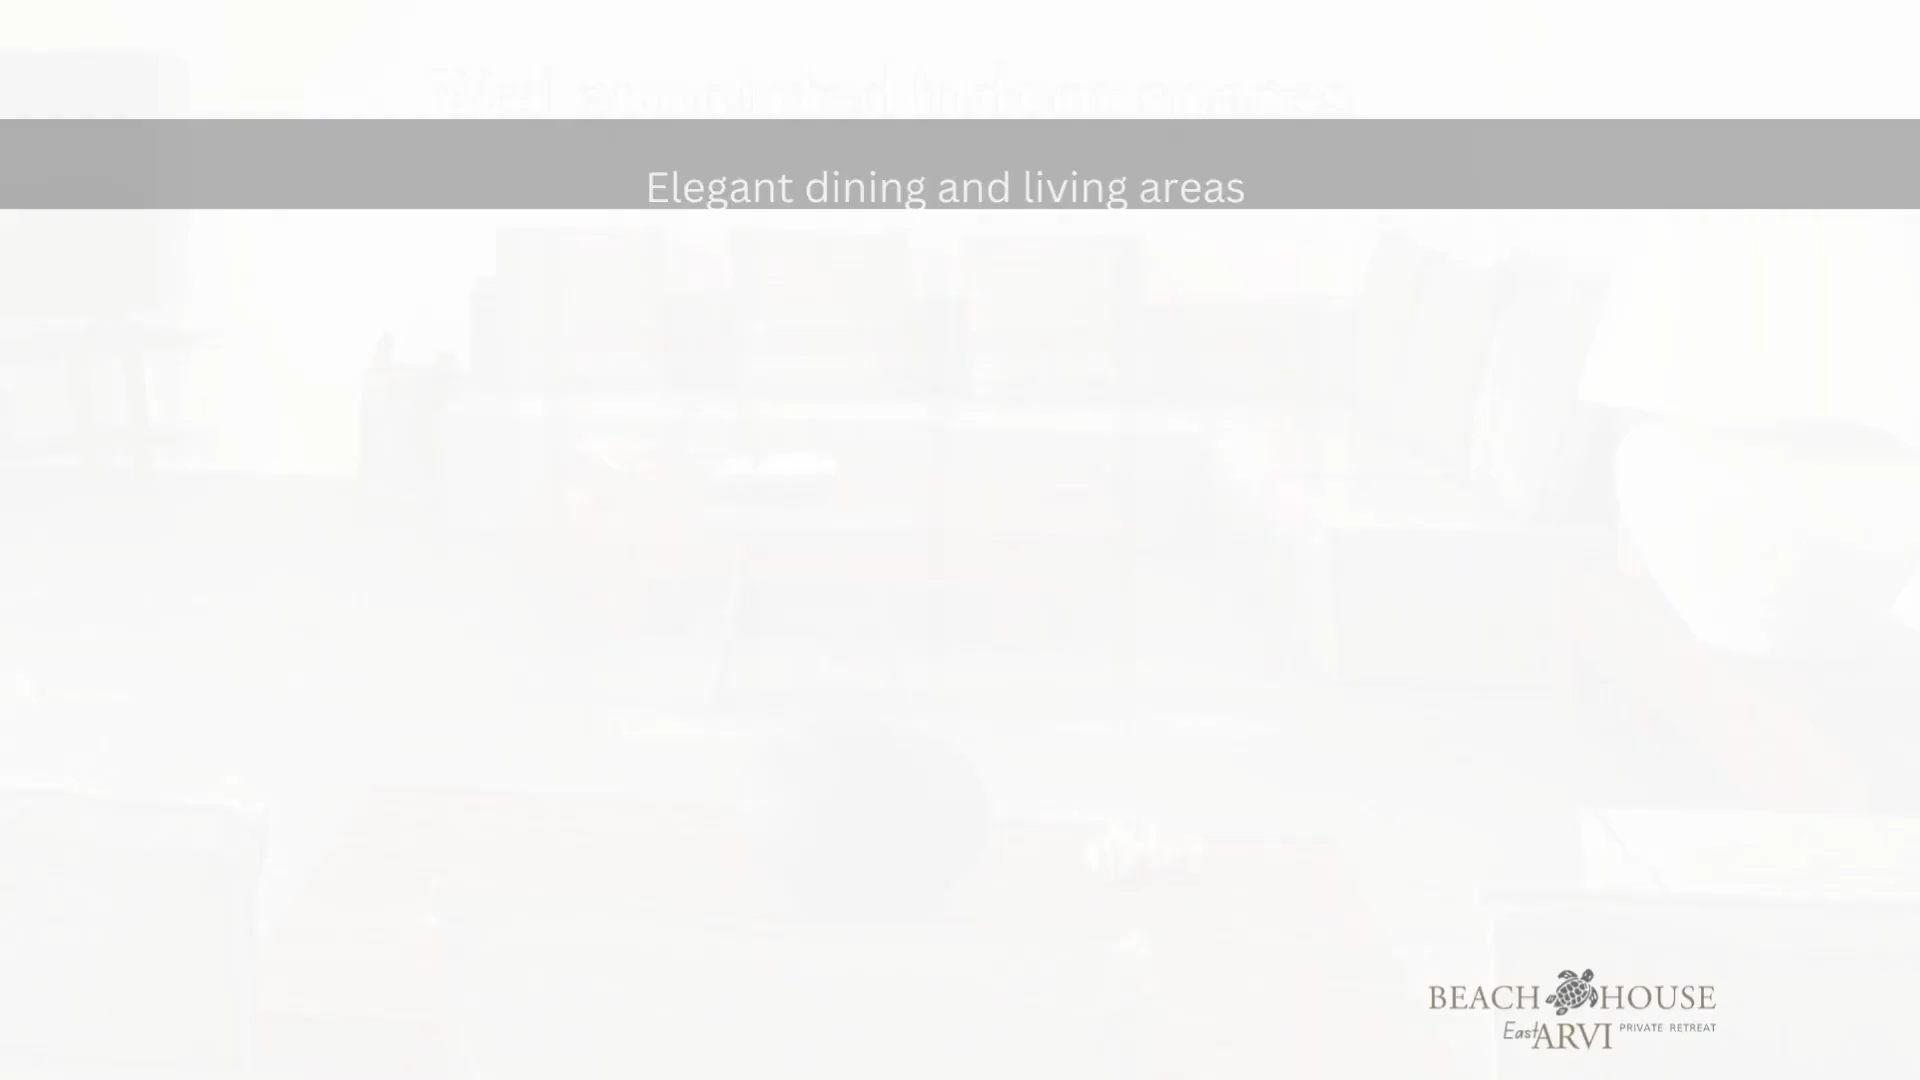 Elegant dining and living areas
BEACH HOUSE
East ARVI PRIVATE RETREAT